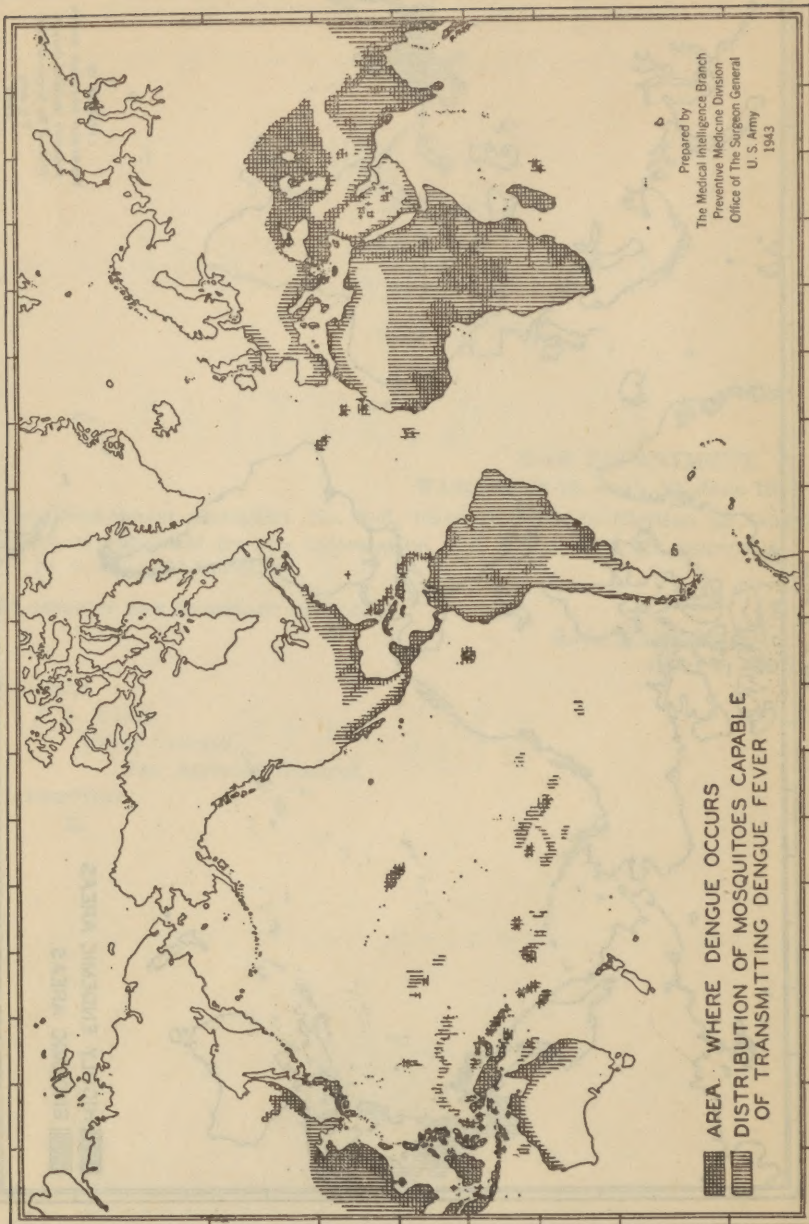 AREA WHERE DENGUE OCCURS
DISTRIBUTION OF MOSQUITOES CAPABLE
OF TRANSMITTING DENGUE FEVER
Prepared by
The Medical Intelligence Branch
Preventive Medicine Division
Office of The Surgeon General
U. S. Army
1943